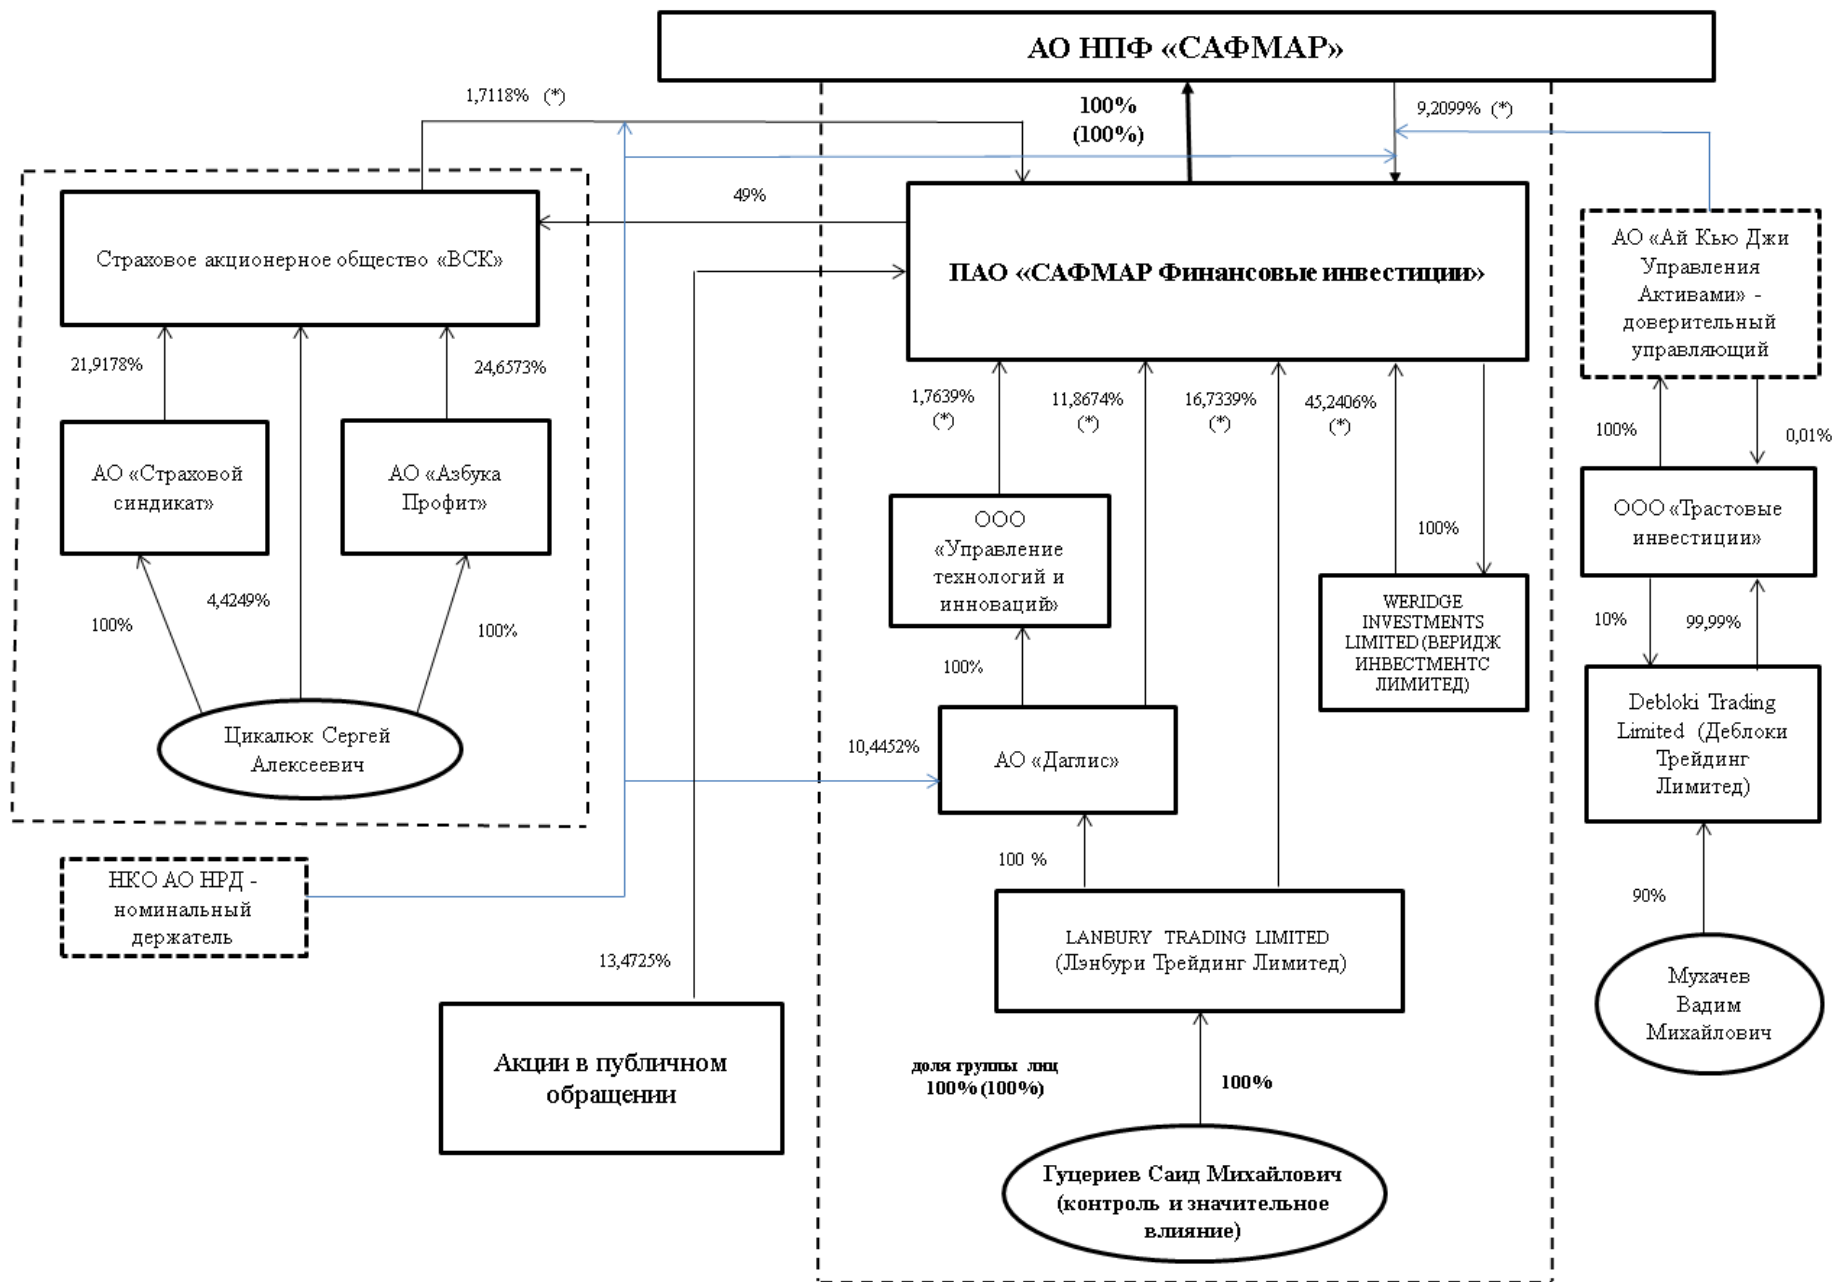 АО НПФ «САФМАР»
1,7118% (*)
100%
(100%)
9,2099% (*)
49%
Страховое акционерное общество «ВСК»
ПАО «САФМАР Финансовые инвестиции»
АО «Ай Кью Джи
Управления
Активами» -
доверительный
управляющий
21,9178%
24,6573%
1,7639%
(*)
11,8674%
(*)
16,7339%
(*)
45,2406%
(*)
100%
0,01%
АО «Страховой
синдикат»
АО «Азбука
Профит»
ООО
«Управление
технологий и
инноваций»
100%
ООО «Трастовые
инвестиции»
WERIDGE
INVESTMENTS
LIMITED (ВЕРИДЖ
ИНВЕСТМЕНТС
ЛИМИТЕД)
100%
4,4249%
100%
100%
10%
99,99%
Цикалюк Сергей
Алексеевич
10,4452%
АО «Даглис»
Debloki Trading
Limited (Деблоки
Трейдинг
Лимитед)
100 %
НКО АО НРД -
номинальный
держатель
90%
LANBURY TRADING LIMITED
(Лэнбури Трейдинг Лимитед)
13,4725%
Мухачев
Вадим
Михайлович
Акции в публичном
обращении
доля группы лиц
100% (100%)
100%
Гуцериев Саид Михайлович
(контроль и значительное
влияние)